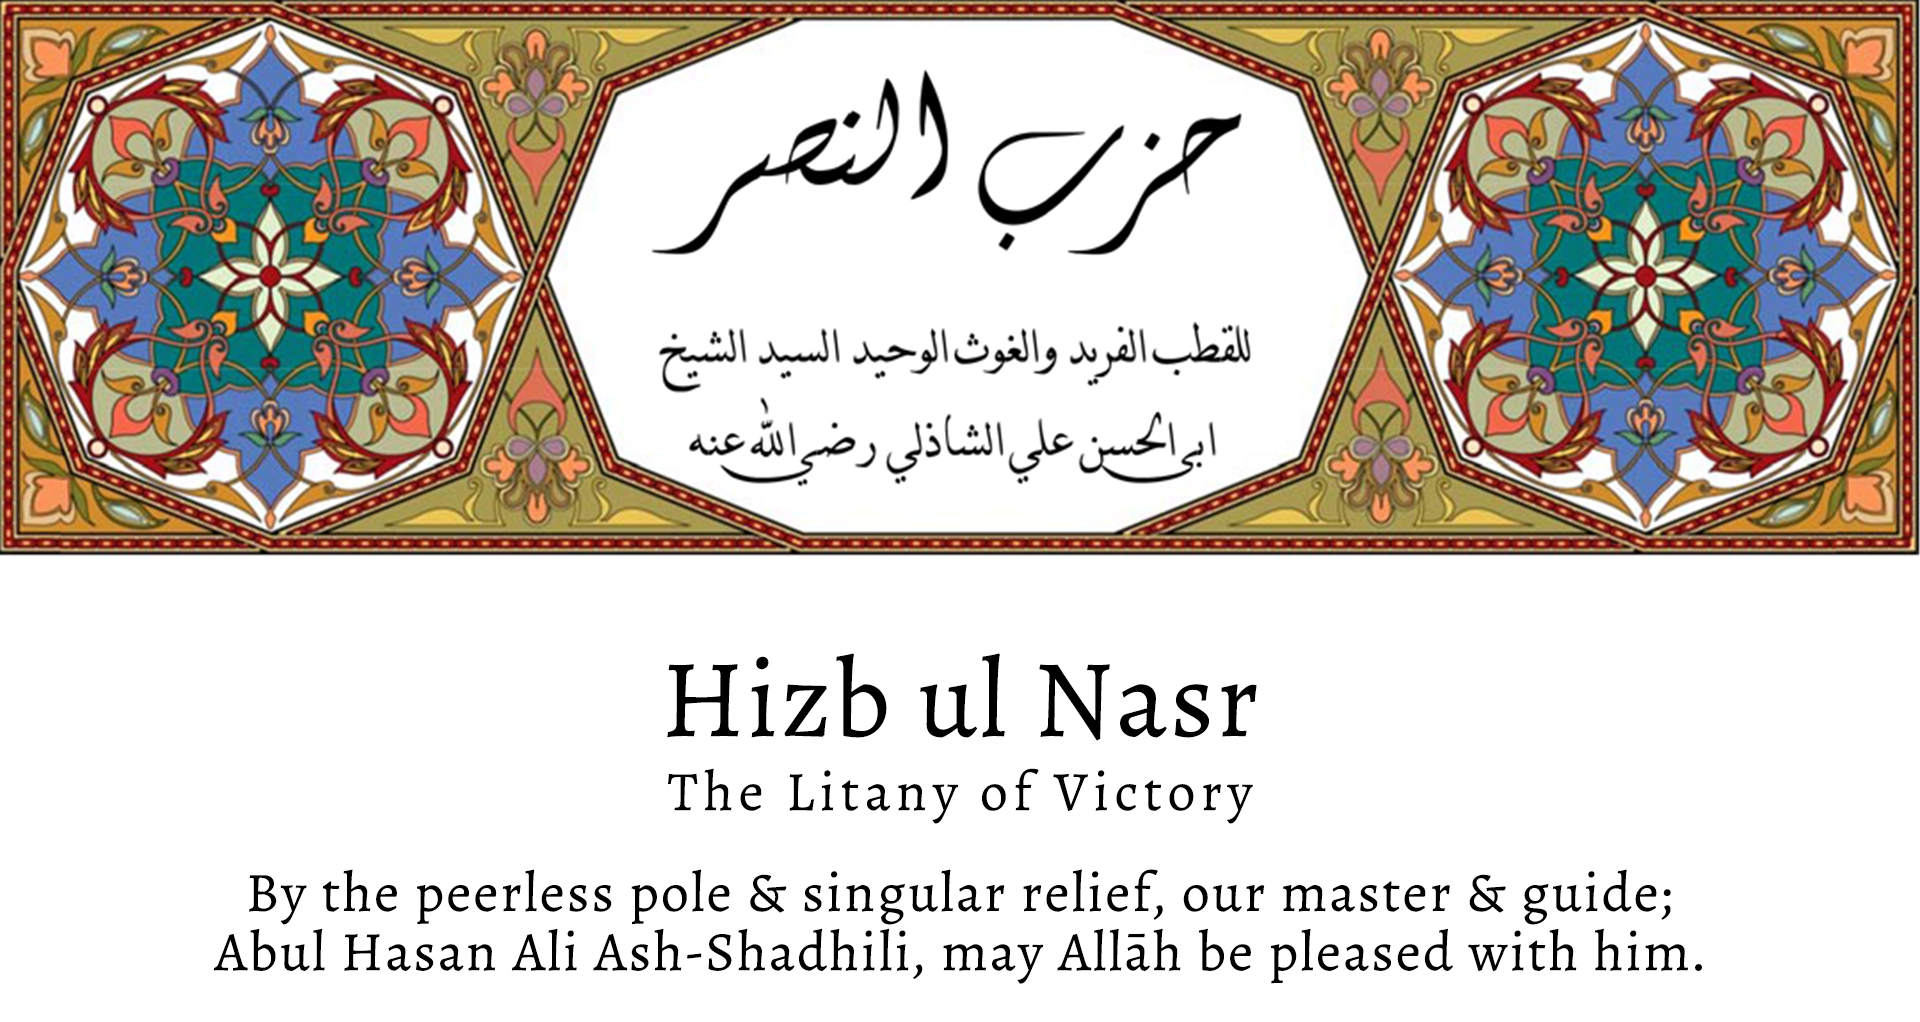 حزب النصر
للقطب الفريد والغوث الوحيد السيد الشيخ
ابي الحسن علي الشاذلي رضي الله عنه
Hizb ul Nasr
The Litany of Victory
By the peerless pole & singular relief, our master & guide;
Abul Hasan Ali Ash-Shadhili, may Allāh be pleased with him.